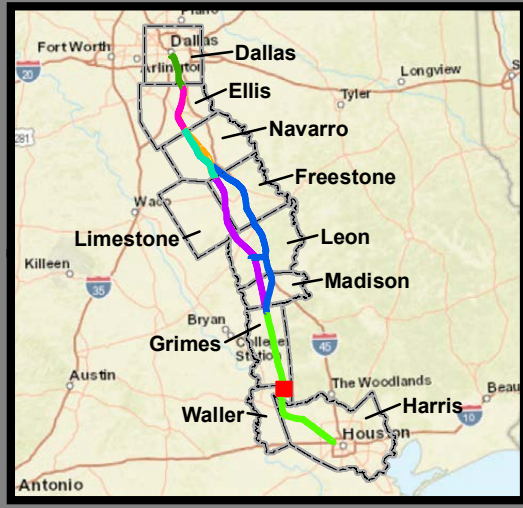 Plano
Fort Worth
Dallas
Dallas
Arlington
20
Longview
Ellis
Tyler
Navarro
281
Freestone
Waco
Limestone
Leon
Killeen
Madison
35
Bryan
Grimes
College
Station
45
Austin
The Woodlands
Beau
Waller
Harris
10
Houston
Antonio